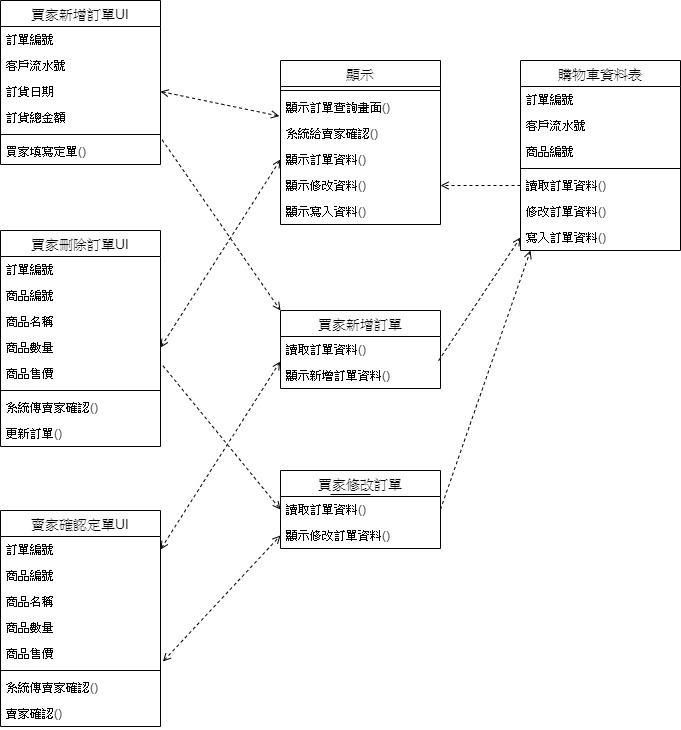 買家新增訂單UI
訂單編號
客戶流水號
訂貨日期
訂貨總金額
買家填寫定單()
買家刪除訂單UI
訂單編號
商品編號
商品名稱
商品數量
商品售價
系統傳賣家確認()
更新訂單()
賣家確認定單UI
訂單編號
商品編號
商品名稱
商品數量
商品售價
系統傳賣家確認()
賣家確認()
顯示
顯示訂單查詢畫面()
系統給賣家確認()
顯示訂單資料()
顯示修改資料()
顯示寫入資料()
買家新增訂單
讀取訂單資料()
顯示新增訂單資料()
買家修改訂單
讀取訂單資料()
顯示修改訂單資料()
購物車資料表
訂單編號
客戶流水號
商品編號
讀取訂單資料()
修改訂單資料()
寫入訂單資料()